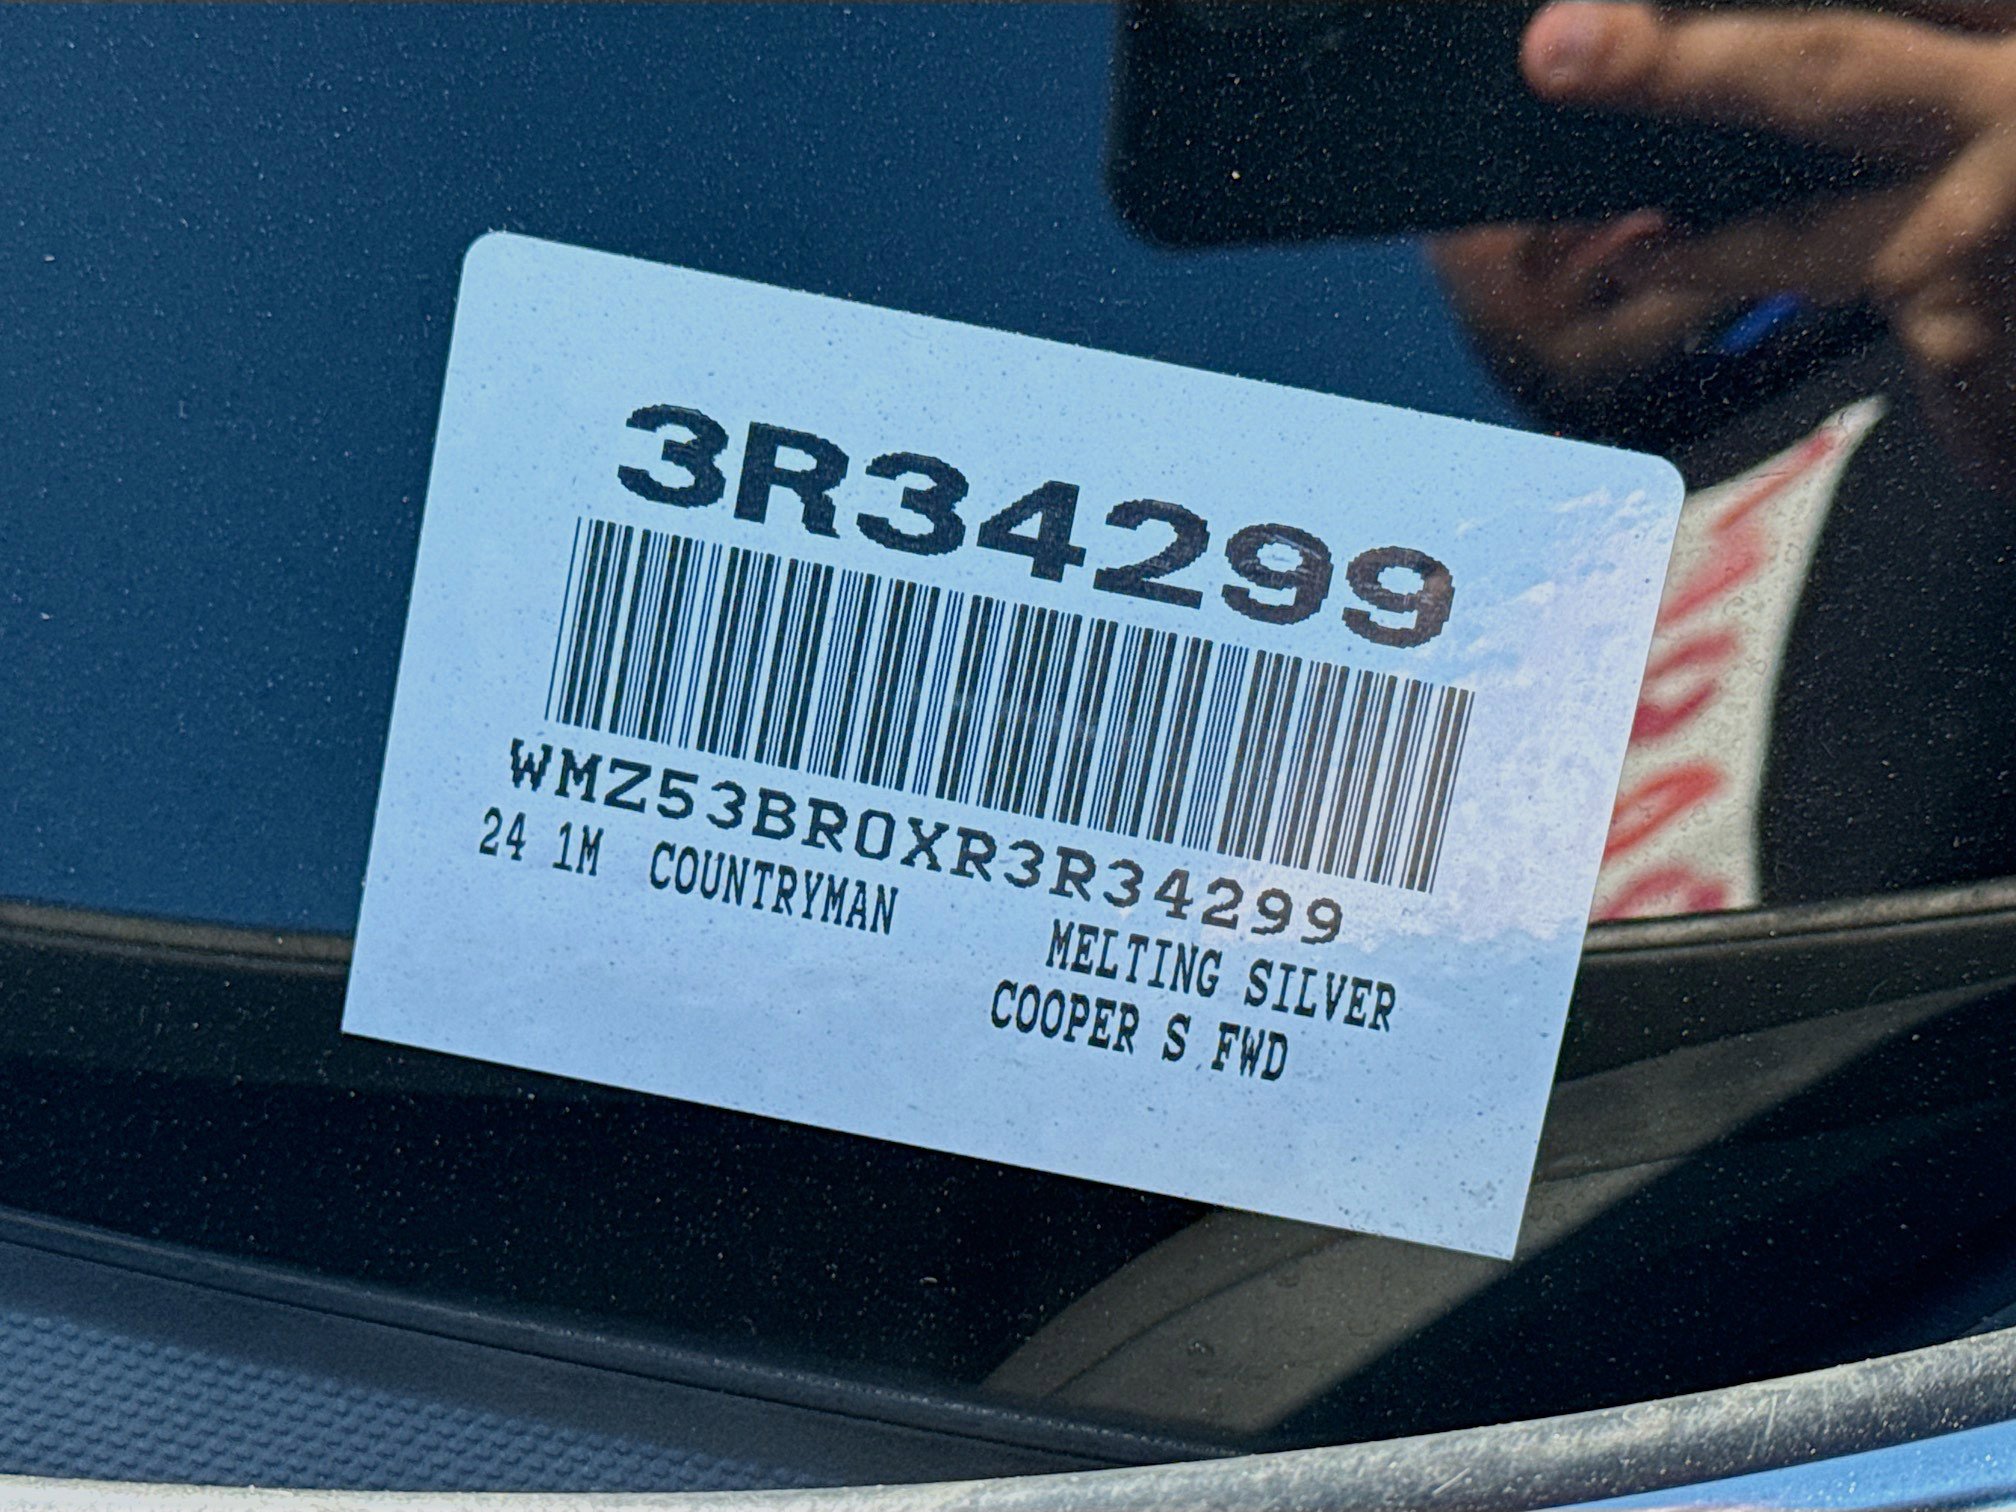 3R34299
WMZ53BR0XR3R34299
24 1M COUNTRYMAN
MELTING SILVER
COOPER S FWD